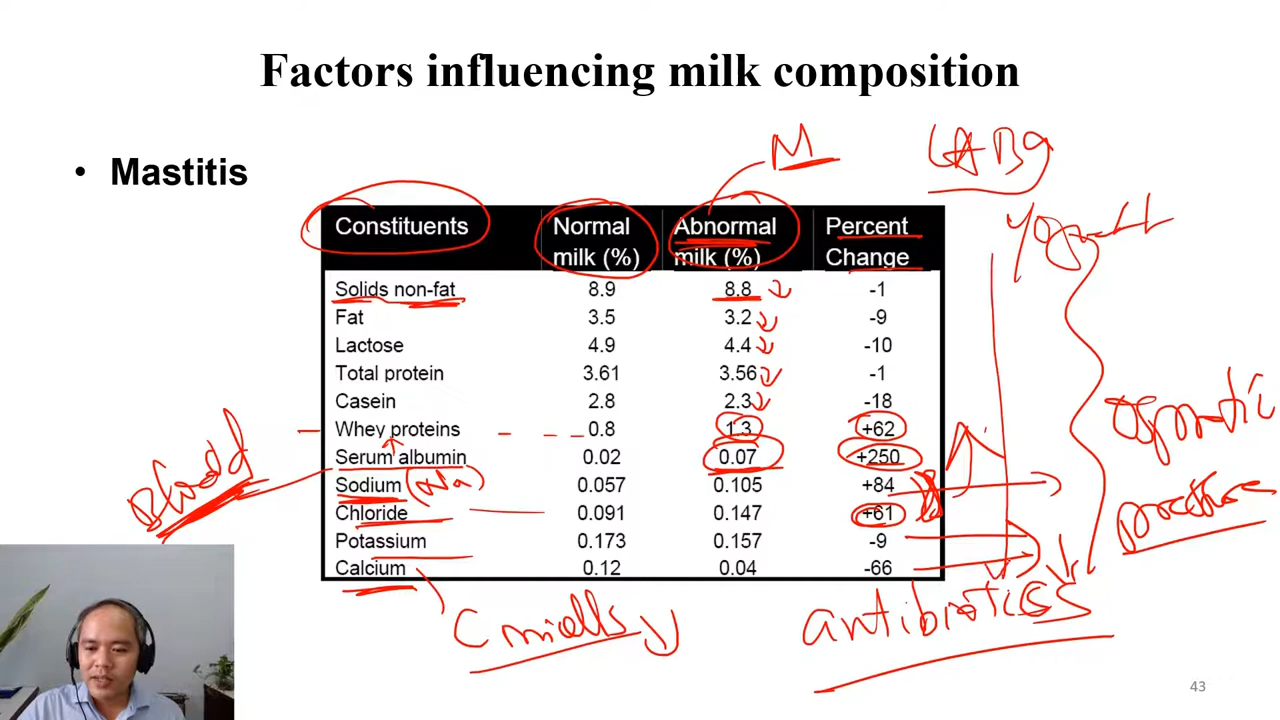 Factors influencing milk composition
M
LABs
• Mastitis
Yogurt
Constituents Normal milk (%) Abnormal milk (%) Percent Change
Solids non-fat 8.9 8.8 -1
Fat 3.5 3.2 -9
Lactose 4.9 4.4 -10
Total protein 3.61 3.56 -1
Casein 2.8 2.3 -18
Whey proteins 0.8 1.3 +62
Serum albumin 0.02 0.07 +250
Sodium (Na) 0.057 0.105 +84
Chloride 0.091 0.147 +61
Potassium 0.173 0.157 -9
Calcium 0.12 0.04 -66
Blood
osmotic
pressure
antibiotics
43